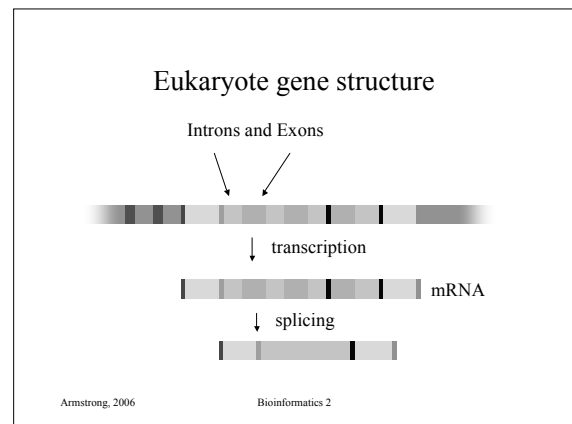 Eukaryote gene structure
Introns and Exons
transcription
mRNA
splicing
Armstrong, 2006
Bioinformatics 2